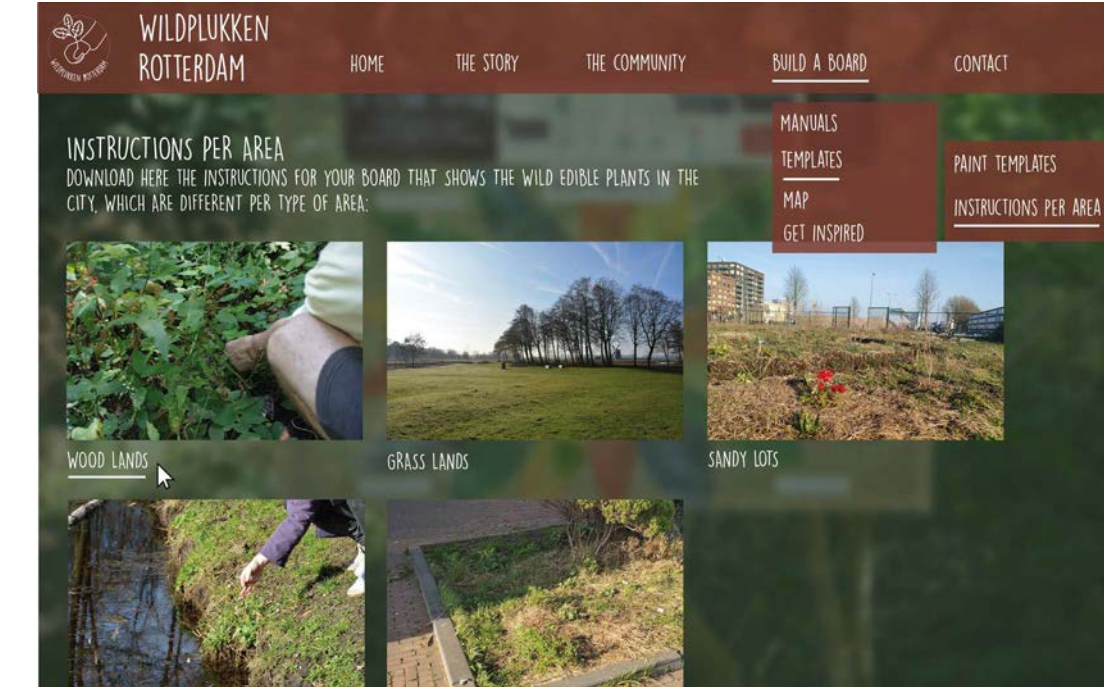 WILDPLUKKEN
ROTTERDAM
WILDPLUKKEN ROTTERDAM
HOME
THE STORY
THE COMMUNITY
BUILD A BOARD
CONTACT
MANUALS
TEMPLATES
MAP
GET INSPIRED
PAINT TEMPLATES
INSTRUCTIONS PER AREA
INSTRUCTIONS PER AREA
DOWNLOAD HERE THE INSTRUCTIONS FOR YOUR BOARD THAT SHOWS THE WILD EDIBLE PLANTS IN THE
CITY, WHICH ARE DIFFERENT PER TYPE OF AREA:
WOOD LANDS
GRASS LANDS
SANDY LOTS